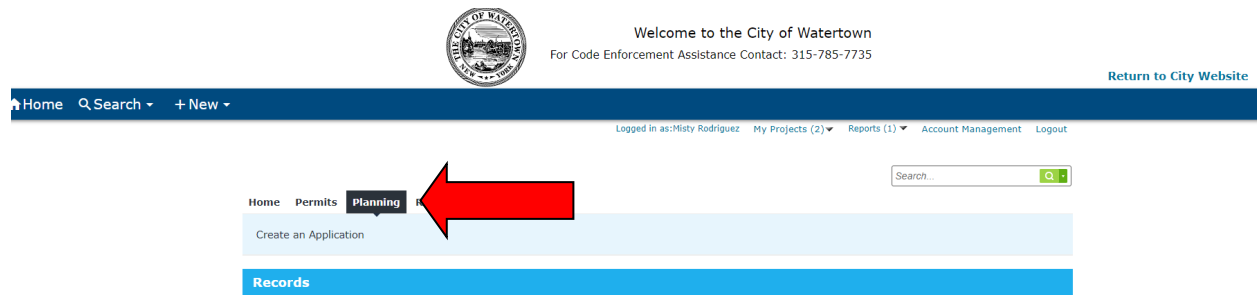 THE CITY OF WATERTOWN
NEW YORK
Welcome to the City of Watertown
For Code Enforcement Assistance Contact: 315-785-7735
Return to City Website
Home Search + New
Logged in as:Misty Rodriguez My Projects (2) Reports (1) Account Management Logout
Search...
Home Permits Planning
Create an Application
Records